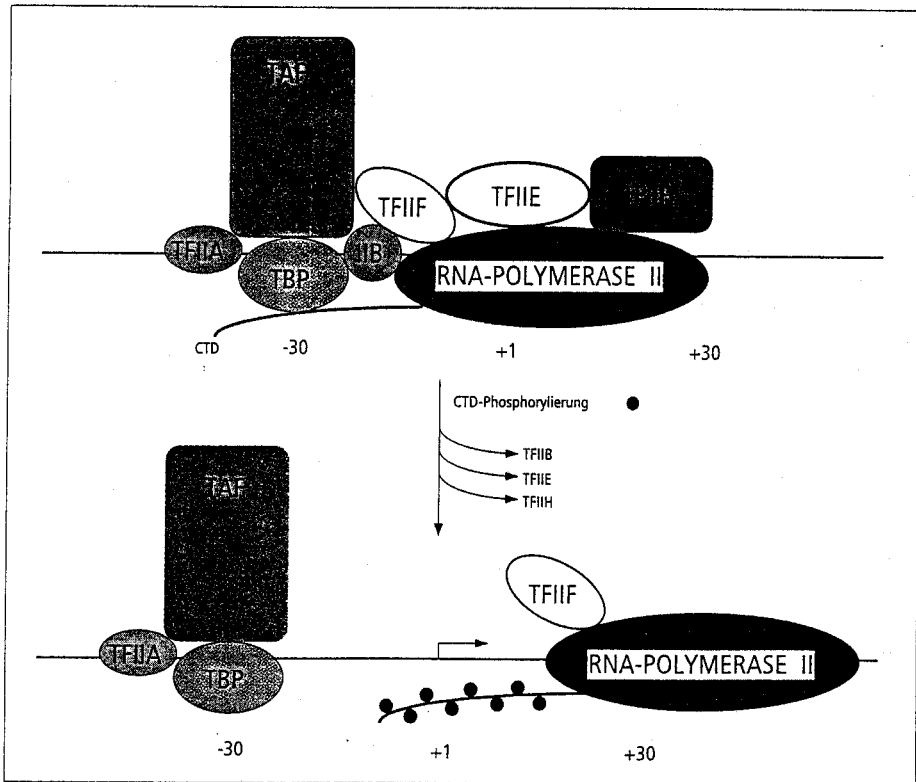 TAF
TFIIF
TFIIE
TFIIH
TFIIA
IIB
TBP
RNA-POLYMERASE II
CTD
-30
+1
+30
CTD-Phosphorylierung
TFIIB
TFIIE
TFIIH
TAF
TFIIF
TFIIA
TBP
RNA-POLYMERASE II
-30
+1
+30